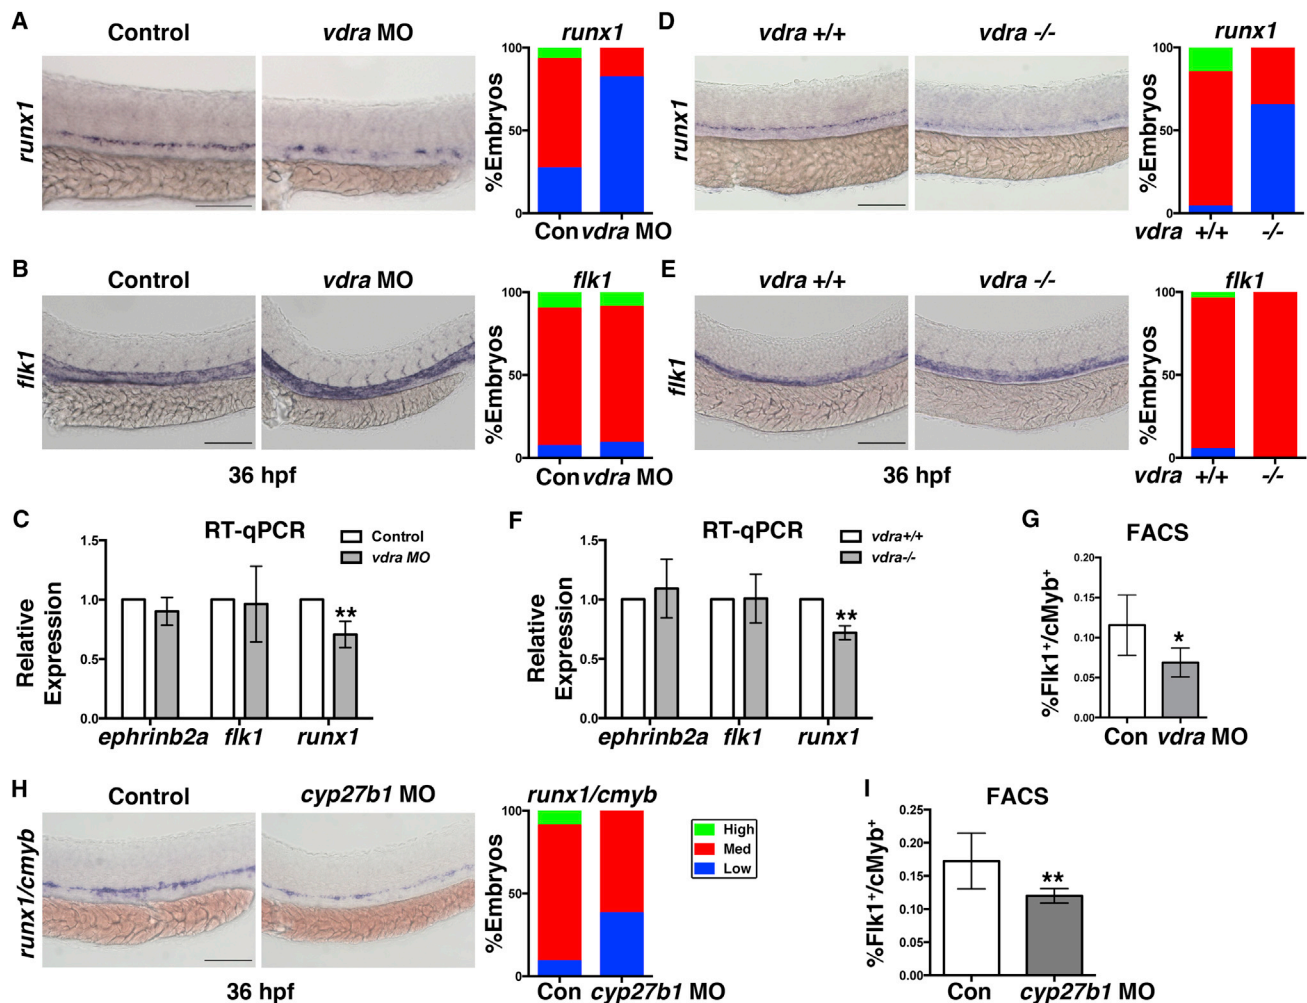 A
Control
vdra MO
runx1
runx1
%Embryos
100
50
0
Con vdra MO
D
vdra +/+
vdra -/-
runx1
runx1
%Embryos
100
50
0
vdra +/+ -/-
B
Control
vdra MO
flk1
flk1
%Embryos
100
50
0
Con vdra MO
36 hpf
E
vdra +/+
vdra -/-
flk1
flk1
%Embryos
100
50
0
vdra +/+ -/-
36 hpf
C
RT-qPCR
Control
vdra MO
Relative
Expression
1.5
1.0
0.5
0.0
**
ephrinb2a flk1 runx1
F
RT-qPCR
vdra+/+
vdra-/-
Relative
Expression
1.5
1.0
0.5
0.0
**
ephrinb2a flk1 runx1
G
FACS
%Flk1+/cMyb+
0.20
0.15
0.10
0.05
0.00
*
Con vdra MO
H
Control
cyp27b1 MO
runx1/cmyb
runx1/cmyb
%Embryos
100
50
0
Con cyp27b1 MO
36 hpf
High
Med
Low
I
FACS
%Flk1+/cMyb+
0.25
0.20
0.15
0.10
0.05
0.00
**
Con cyp27b1 MO